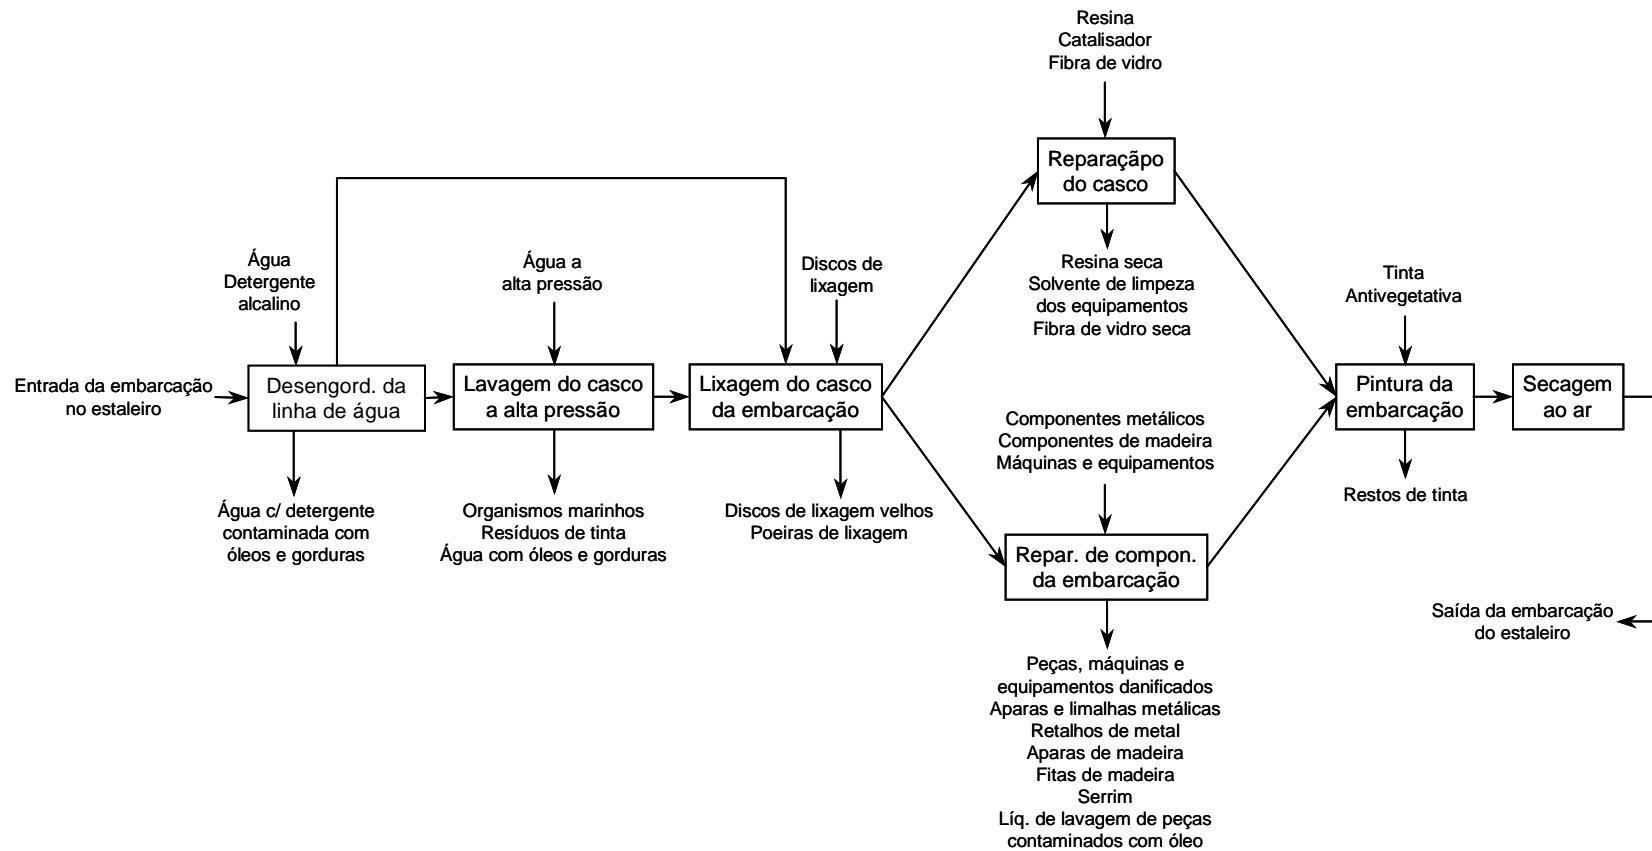 Resina
Catalisador
Fibra de vidro
Reparaçãpo
do casco
Resina seca
Solvente de limpeza
dos equipamentos
Fibra de vidro seca
Água
Detergente
alcalino
Água a
alta pressão
Discos de
lixagem
Tinta
Antivegetativa
Entrada da embarcação
no estaleiro
Desengord. da
linha de água
Lavagem do casco
a alta pressão
Lixagem do casco
da embarcação
Pintura da
embarcação
Secagem
ao ar
Água c/ detergente
contaminada com
óleos e gorduras
Organismos marinhos
Resíduos de tinta
Água com óleos e gorduras
Discos de lixagem velhos
Poeiras de lixagem
Componentes metálicos
Componentes de madeira
Máquinas e equipamentos
Restos de tinta
Repar. de compon.
da embarcação
Saída da embarcação
do estaleiro
Peças, máquinas e
equipamentos danificados
Aparas e limalhas metálicas
Retalhos de metal
Aparas de madeira
Fitas de madeira
Serrim
Líq. de lavagem de peças
contaminados com óleo